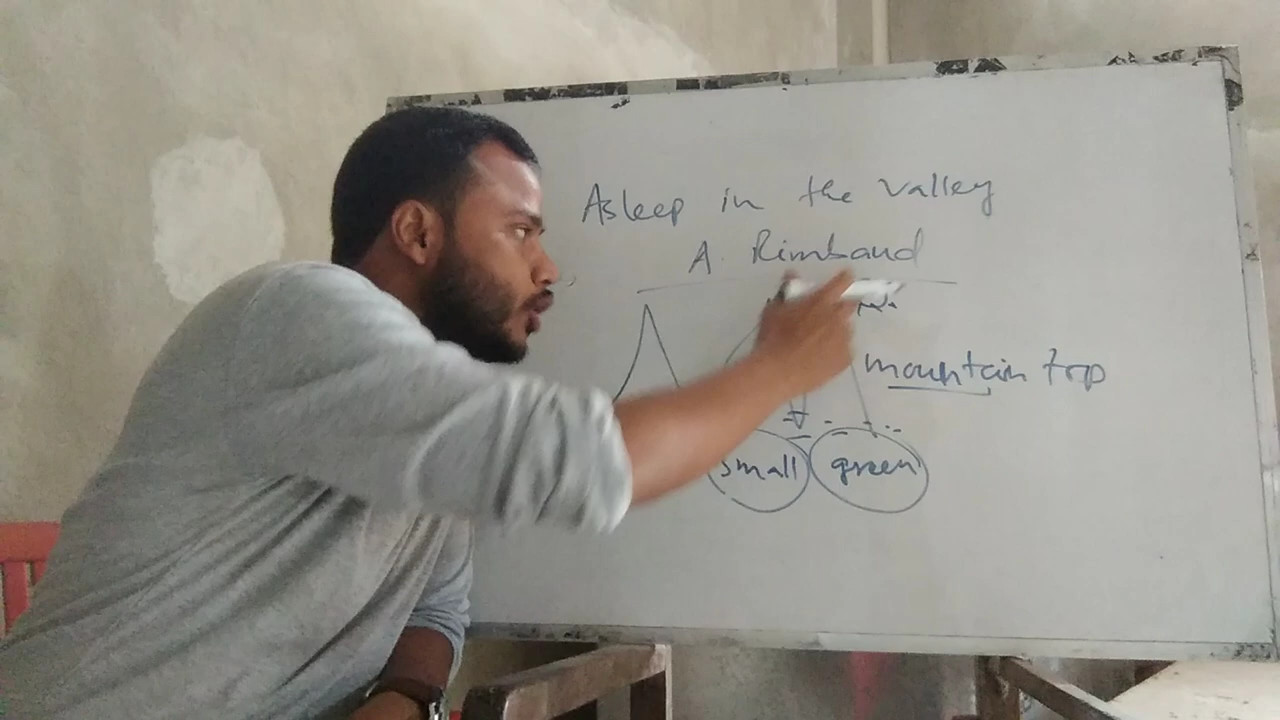 Asleep in the valley
A. Rimbaud
mountain top
small green